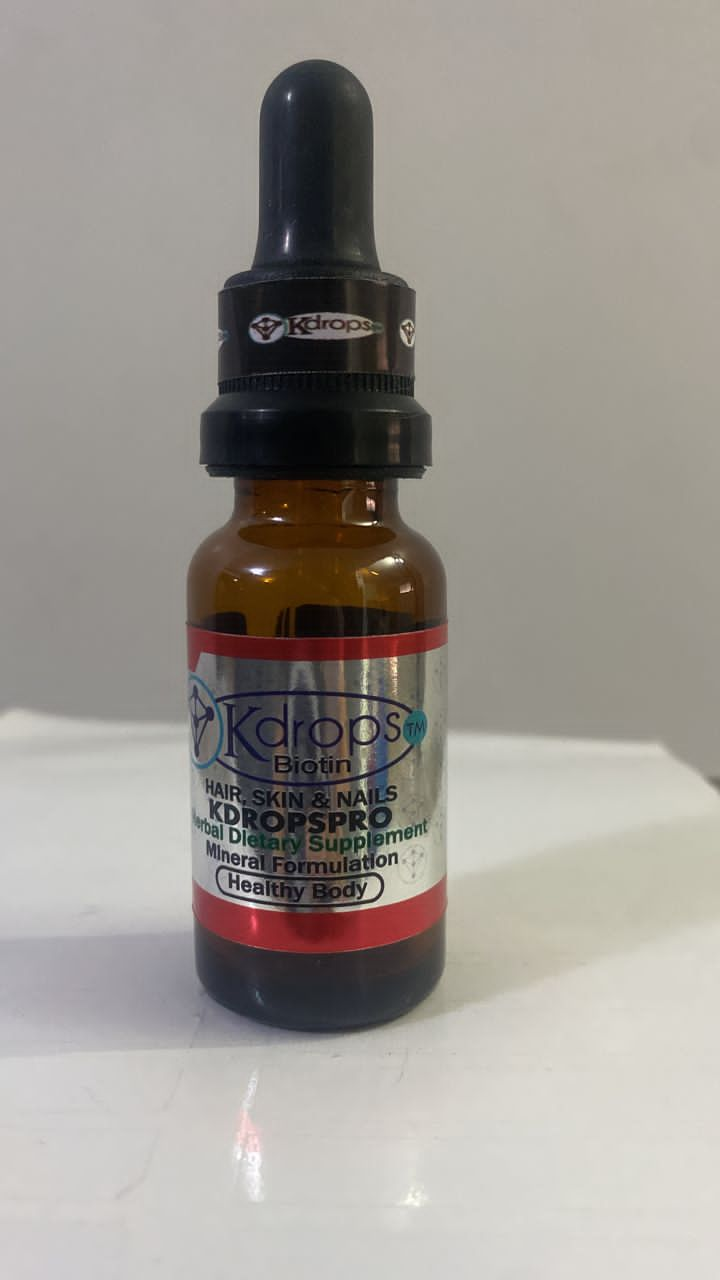 Kdrops
Kdrops TM
Biotin
HAIR, SKIN & NAILS
KDROPSPRO
Herbal Dietary Supplement
Mineral Formulation
Healthy Body